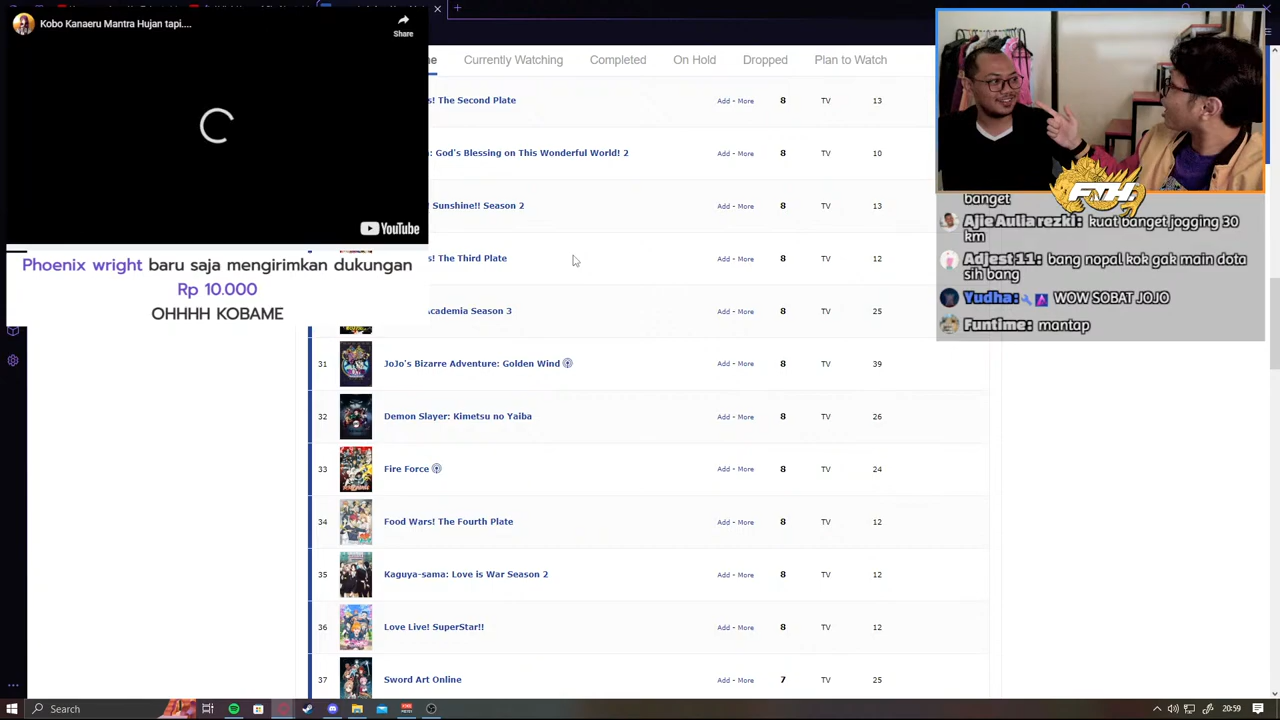 Kobo Kanaeru Mantra Hujan tapi....
Share
YouTube
Phoenix wright baru saja mengirimkan dukungan
Rp 10.000
OHHHH KOBAME
Currently Watching Completed On Hold Dropped Plan to Watch
s! The Second Plate Add - More 8 TV 13
: God's Blessing on This Wonderful World! 2 Add - More 8 TV 10
! Sunshine!! Season 2 Add - More 8 TV 13
s! The Third Plate Add - More 8 TV 12
Academia Season 3 Add - More 8 TV 25
31 JoJo's Bizarre Adventure: Golden Wind Add - More 8 TV 39
32 Demon Slayer: Kimetsu no Yaiba Add - More 8 TV 26
33 Fire Force Add - More 8 TV 24
34 Food Wars! The Fourth Plate Add - More 8 TV 12
35 Kaguya-sama: Love is War Season 2 Add - More 8 TV 12
36 Love Live! SuperStar!! Add - More 8 TV 12
37 Sword Art Online Add - More 7 TV 25
FTH
banget
Ajie Aulia rezki: kuat banget jogging 30
km
Adjest 11: bang nopal kok gak main dota
sih bang
Yudha: WOW SOBAT JOJO
Funtime: mantap
Search
20:59